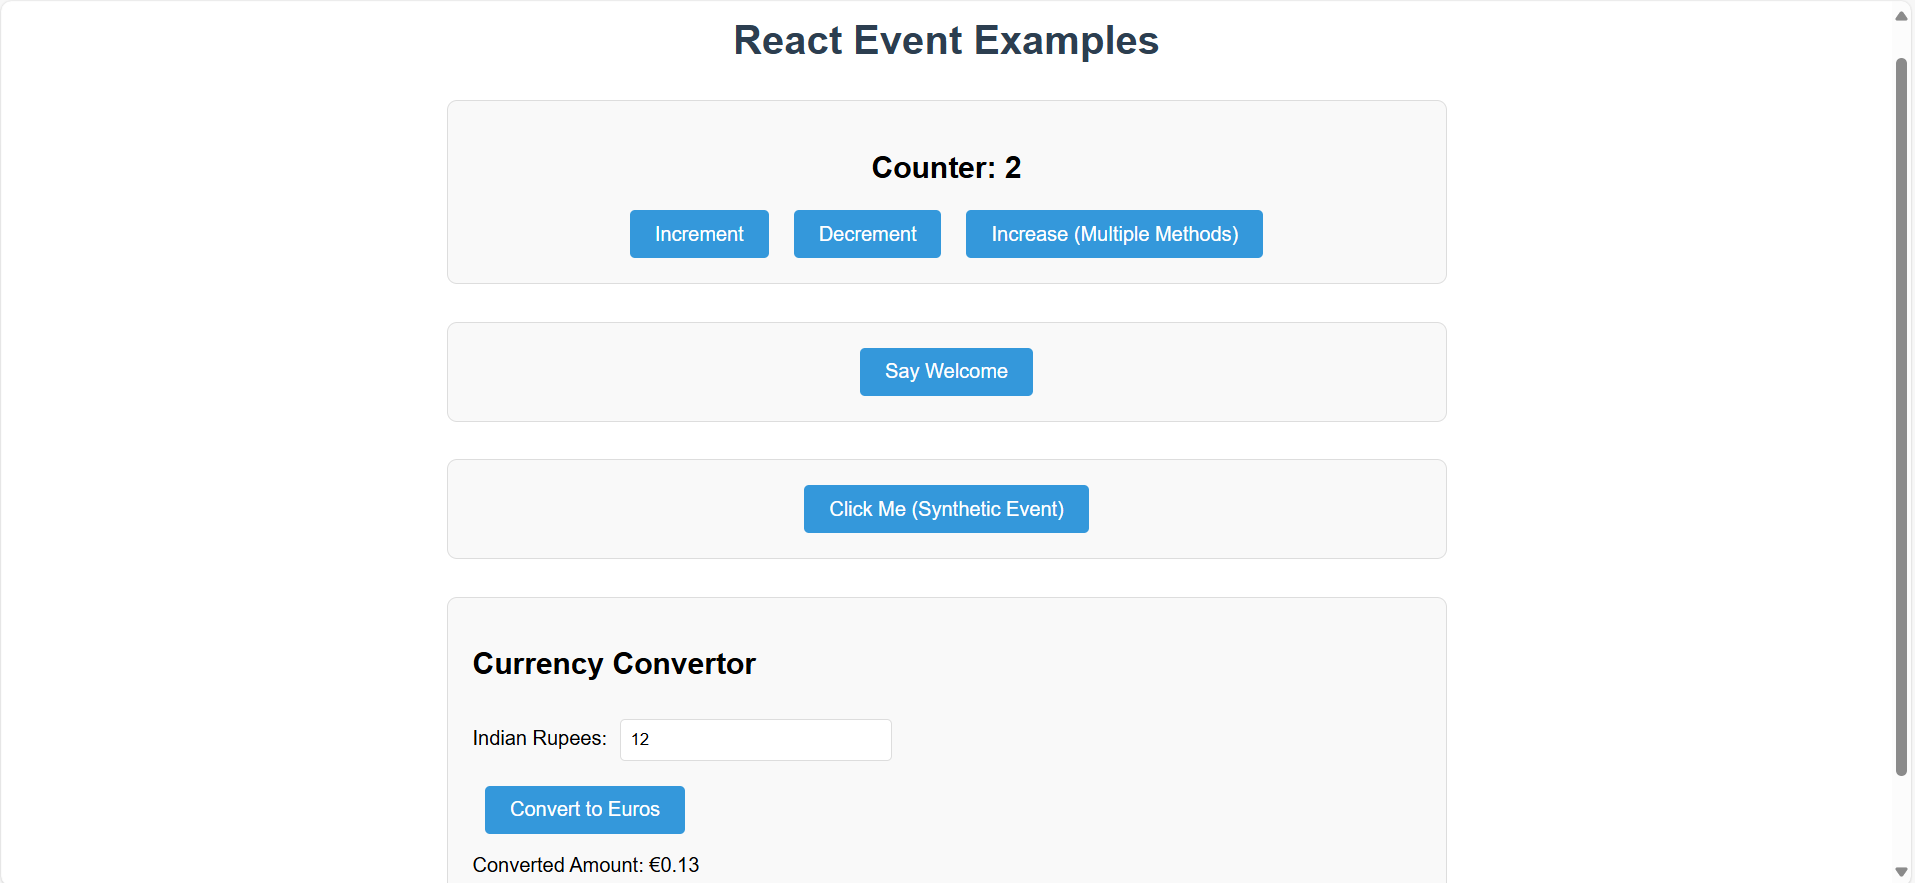 React Event Examples
Counter: 2
Increment Decrement Increase (Multiple Methods)
Say Welcome
Click Me (Synthetic Event)
Currency Convertor
Indian Rupees: 12
Convert to Euros
Converted Amount: €0.13